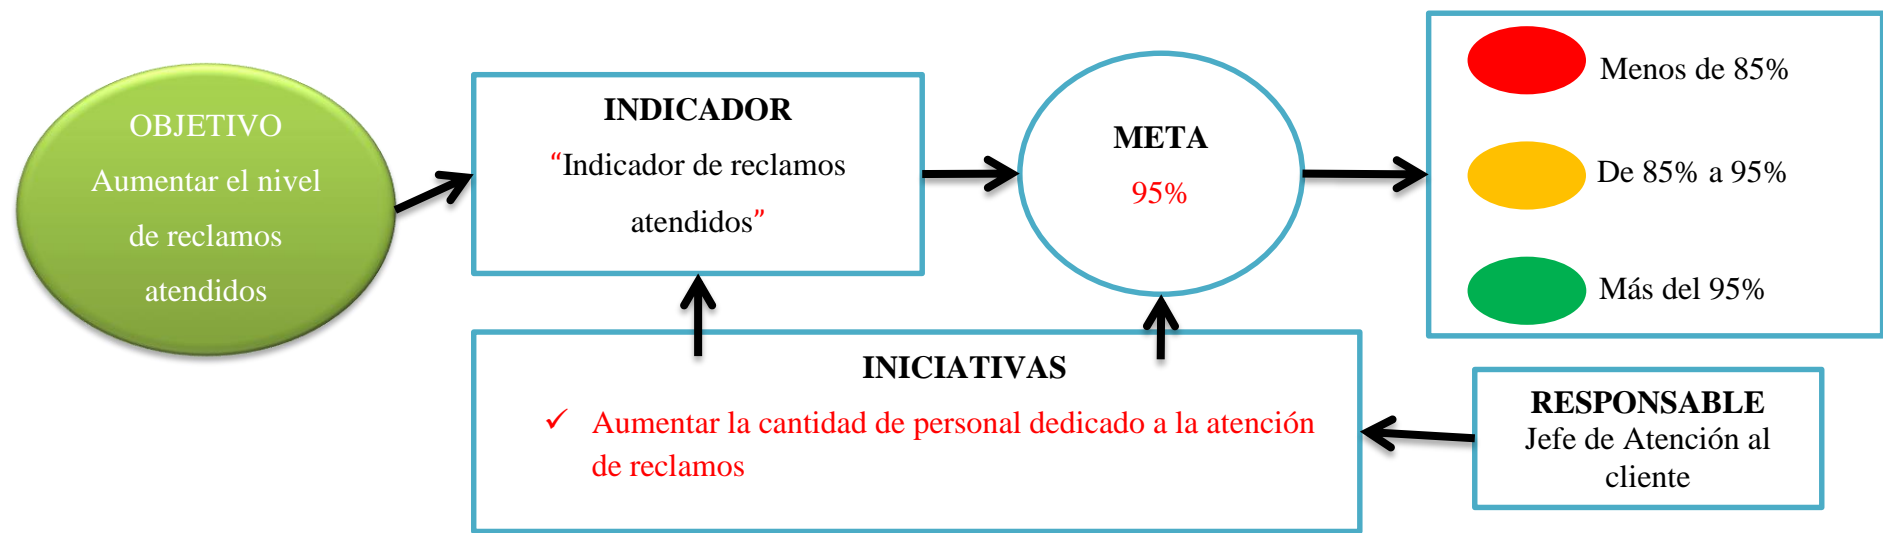 OBJETIVO
Aumentar el nivel
de reclamos
atendidos
INDICADOR
“Indicador de reclamos
atendidos”
META
95%
Menos de 85%
De 85% a 95%
Más del 95%
INICIATIVAS
✓ Aumentar la cantidad de personal dedicado a la atención
de reclamos
RESPONSABLE
Jefe de Atención al
cliente